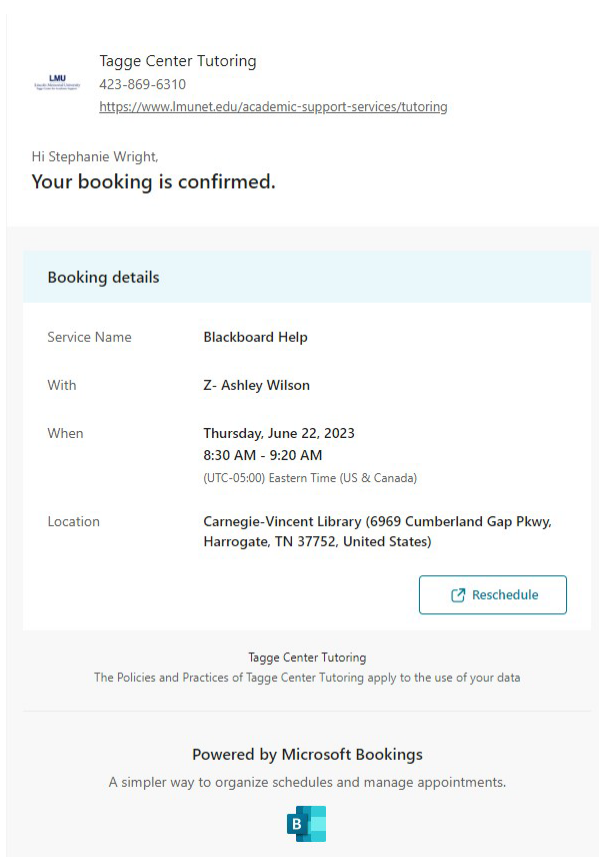 LMU
Lincoln Memorial University
Tagge Center Tutoring
423-869-6310
https://www.lmunet.edu/academic-support-services/tutoring
Hi Stephanie Wright,
Your booking is confirmed.
Booking details
Service Name
Blackboard Help
With
Z- Ashley Wilson
When
Thursday, June 22, 2023
8:30 AM - 9:20 AM
(UTC-05:00) Eastern Time (US & Canada)
Location
Carnegie-Vincent Library (6969 Cumberland Gap Pkwy,
Harrogate, TN 37752, United States)
Reschedule
Tagge Center Tutoring
The Policies and Practices of Tagge Center Tutoring apply to the use of your data
Powered by Microsoft Bookings
A simpler way to organize schedules and manage appointments.
B